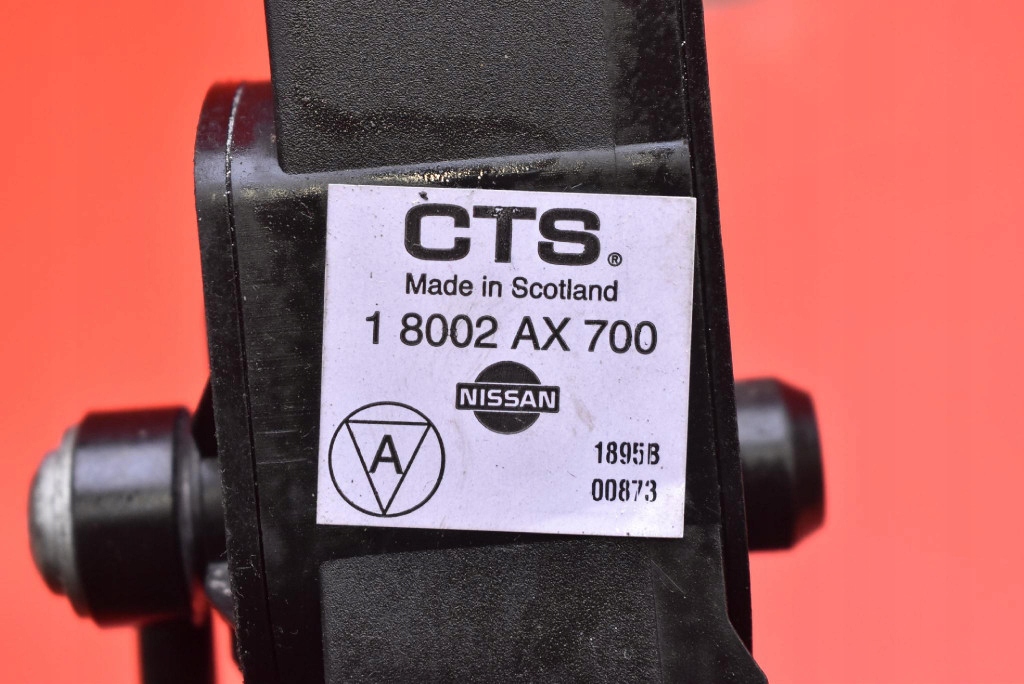 CTS®
Made in Scotland
1 8002 AX 700
NISSAN
A
1895B
00873